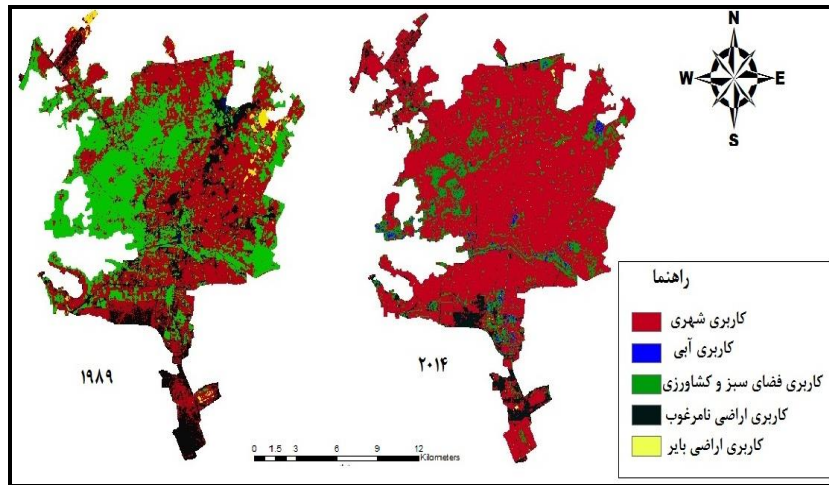 N
W E
S
۱۹۸۹
۲۰۱۴
راهنما
کاربری شهری
کاربری آبی
کاربری فضای سبز و کشاورزی
کاربری اراضی نامرغوب
کاربری اراضی بایر
0 1.5 3 6 9 12
Kilometers